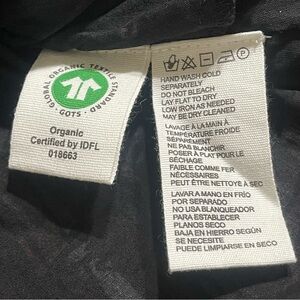 GLOBAL ORGANIC TEXTILE STANDARD · GOTS ·
Organic
Certified by IDFL
018663
P
HAND WASH COLD
SEPARATELY
DO NOT BLEACH
LAY FLAT TO DRY
LOW IRON AS NEEDED
MAY BE DRY CLEANED
LAVAGE À LA MAIN À
TEMPÉRATURE FROIDE
SÉPARÉMENT
NE PAS BLANCHIR
POSER À PLAT POUR LE
SÉCHAGE
FAIBLE COMME FER
NÉCESSAIRES
PEUT ÊTRE NETTOYÉ À SEC
LAVAR A MANO EN FRÍO
POR SEPARADO
NO USA BLANQUEADOR
PARA ESTABLECER
PLANOS SECO
BAJA EN HIERRO SEGÚN
SE NECESITE
PUEDE LIMPIARSE EN SECO